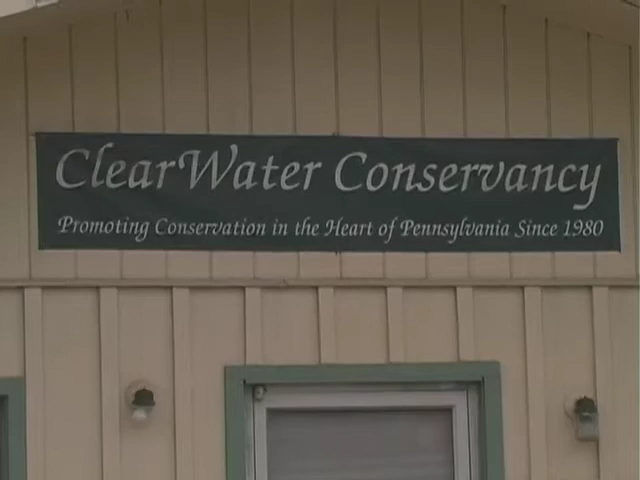 ClearWater Conservancy
Promoting Conservation in the Heart of Pennsylvania Since 1980